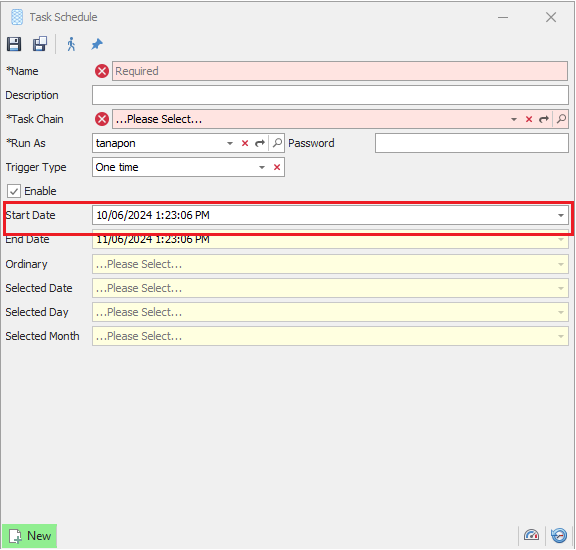 Task Schedule
*Name Required
Description
*Task Chain ...Please Select...
*Run As tanapon Password
Trigger Type One time
Enable
Start Date 10/06/2024 1:23:06 PM
End Date 11/06/2024 1:23:06 PM
Ordinary ...Please Select...
Selected Date ...Please Select...
Selected Day ...Please Select...
Selected Month ...Please Select...
New